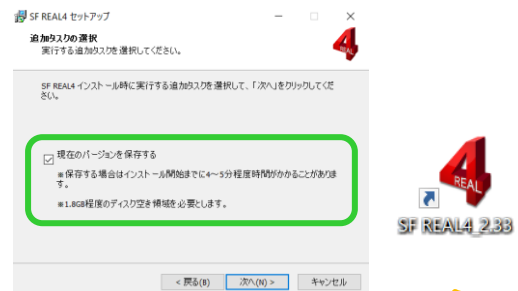 SF REAL4 セットアップ
追加タスクの選択
実行する追加タスクを選択してください。
SF REAL4 インストール時に実行する追加タスクを選択して、「次へ」をクリックしてくだ
さい。
現在のバージョンを保存する
※保存する場合はインストール開始までに4～5分程度時間がかかることがありま
す。
※1.8GB程度のディスク空き領域を必要とします。
< 戻る(B)
次へ(N) >
キャンセル
4
REAL
4
REAL
SF REAL4_2.33